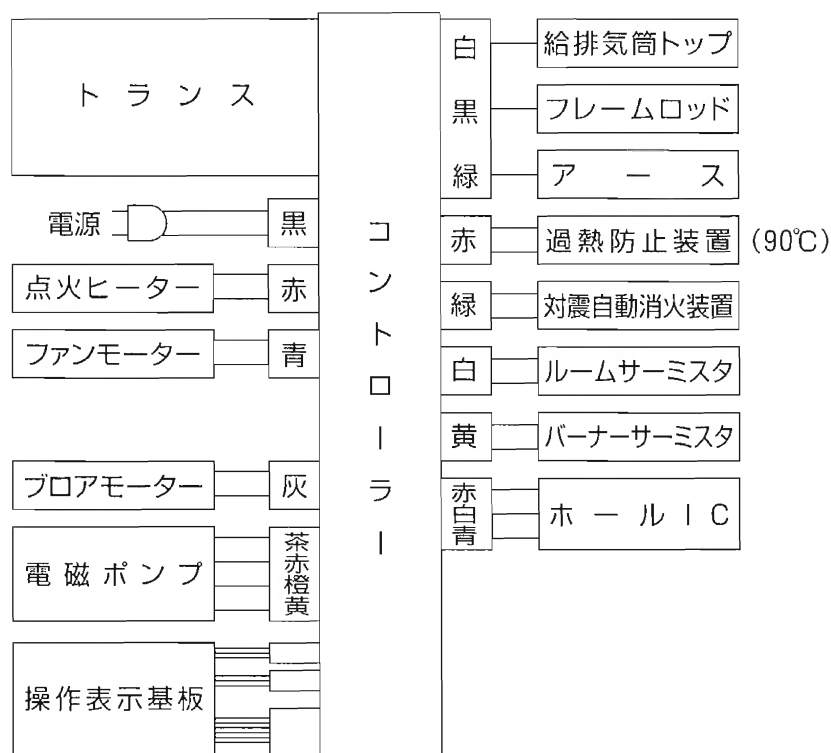 トランス
電源
黒
点火ヒーター
赤
ファンモーター
青
ブロアモーター
灰
電磁ポンプ
茶
赤
橙
黄
操作表示基板
コントローラー
白
給排気筒トップ
黒
フレームロッド
緑
アース
赤
過熱防止装置 (90℃)
緑
対震自動消火装置
白
ルームサーミスタ
黄
バーナーサーミスタ
赤
白
青
ホールIC